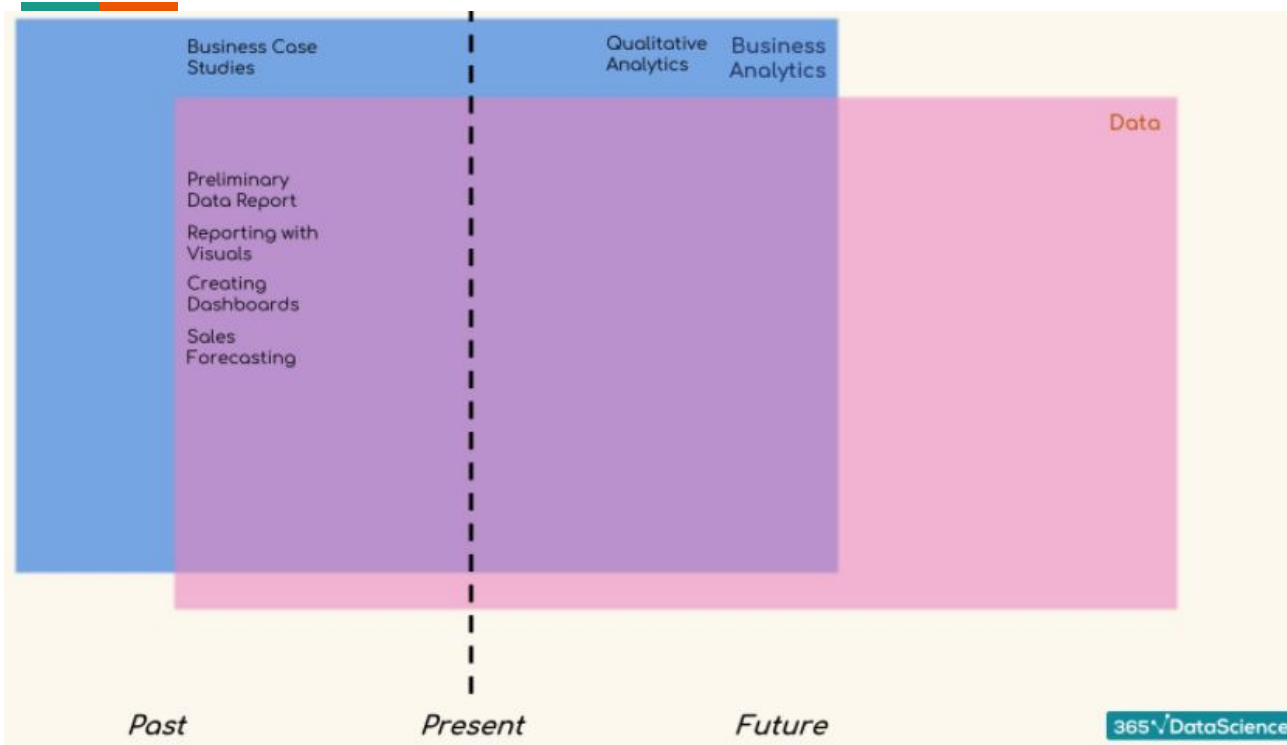 Business Case
Studies
Qualitative
Analytics
Business
Analytics
Data
Preliminary
Data Report
Reporting with
Visuals
Creating
Dashboards
Sales
Forecasting
Past
Present
Future
365√DataScience